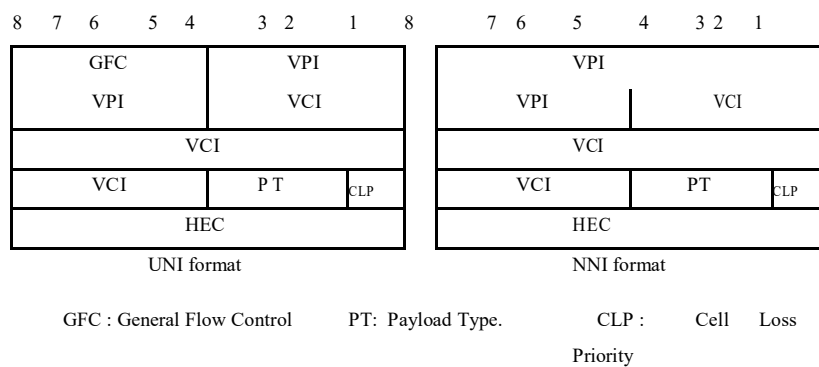 8 7 6 5 4 3 2 1 8 7 6 5 4 3 2 1
GFC VPI VPI
VPI VCI VPI VCI
VCI VCI
VCI P T CLP VCI PT CLP
HEC HEC
UNI format NNI format
GFC : General Flow Control PT: Payload Type. CLP : Cell Loss
Priority